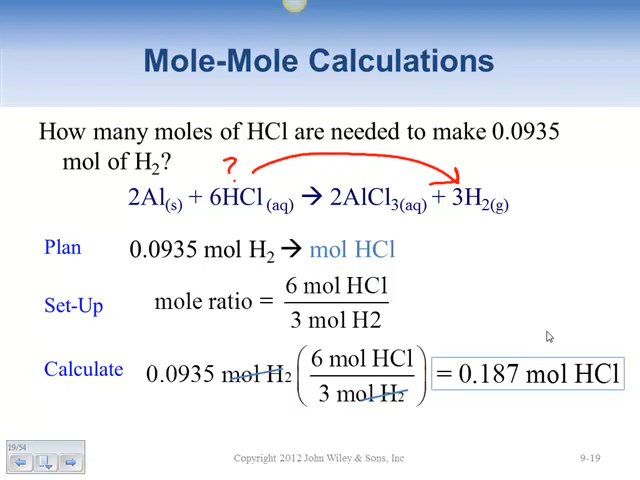 Mole-Mole Calculations
How many moles of HCl are needed to make 0.0935
mol of H₂?
?
2Al(s) + 6HCl (aq) → 2AlCl₃(aq) + 3H₂(g)
Plan 0.0935 mol H₂ → mol HCl
Set-Up mole ratio = 6 mol HCl / 3 mol H2
Calculate 0.0935 mol H₂ (6 mol HCl / 3 mol H₂) = 0.187 mol HCl
19/54
Copyright 2012 John Wiley & Sons, Inc 9-19